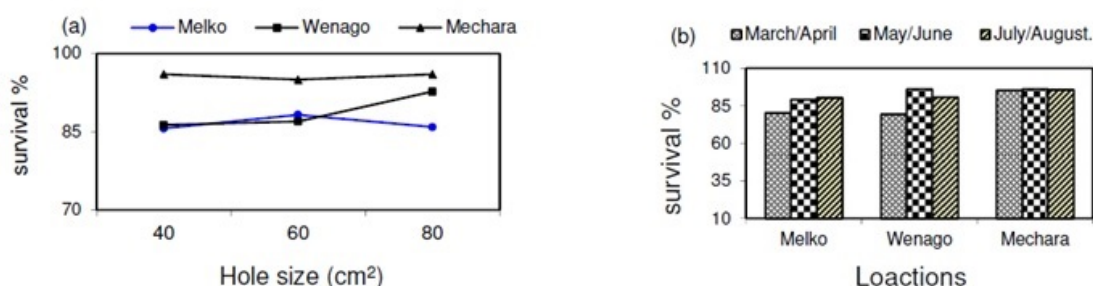 (a) Melko Wenago Mechara
100
85
70
survival %
40 60 80
Hole size (cm²)
(b) March/April May/June July/August.
110
85
60
35
10
survival %
Melko Wenago Mechara
Loactions